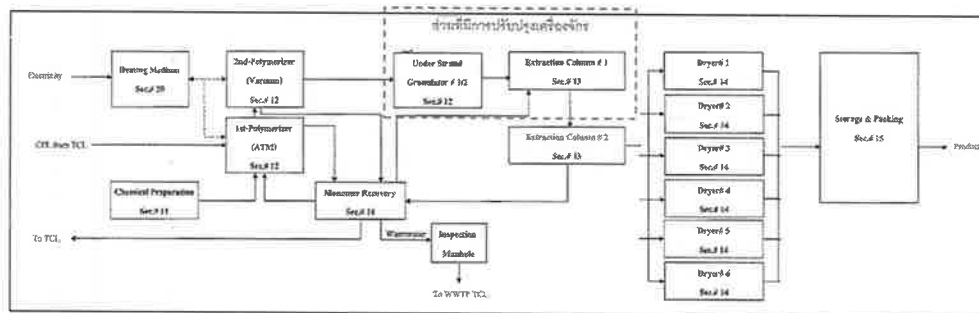 ส่วนที่มีการปรับปรุงเครื่องจักร
Electricity
Heating Medium
Sec.# 20
2nd-Polymerizer
(Vacuum)
Sec.# 12
Under Strand
Granulator # 1/2
Sec.# 12
Extraction Column # 1
Sec.# 13
CPL from TCL
1st-Polymerizer
(ATM)
Sec.# 12
Extraction Column # 2
Sec.# 13
Chemical Preparation
Sec.# 11
Monomer Recovery
Sec.# 16
To TCL
Wastewater
Inspection
Manhole
To WWTP TCL
Dryer# 1
Sec.# 14
Dryer# 2
Sec.# 14
Dryer# 3
Sec.# 14
Dryer# 4
Sec.# 14
Dryer# 5
Sec.# 14
Dryer# 6
Sec.# 14
Storage & Packing
Sec.# 15
Product